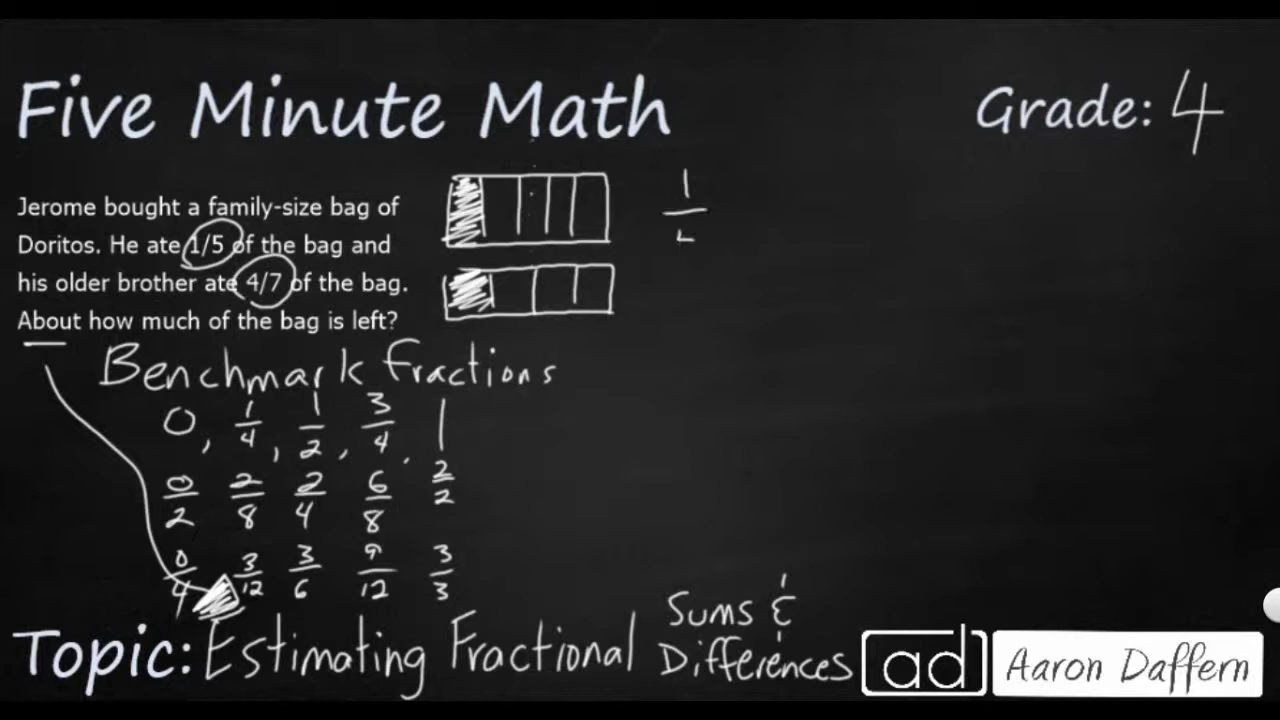 Five Minute Math
Grade: 4
Jerome bought a family-size bag of
Doritos. He ate 1/5 of the bag and
his older brother ate 4/7 of the bag.
About how much of the bag is left?
1
Benchmark fractions
0, 1/4, 1/2, 3/4, 1
0/2 2/8 2/4 6/8 2/2
0/4 3/12 3/6 9/12 3/3
Topic: Estimating Fractional Sums & Differences
ad Aaron Daffern